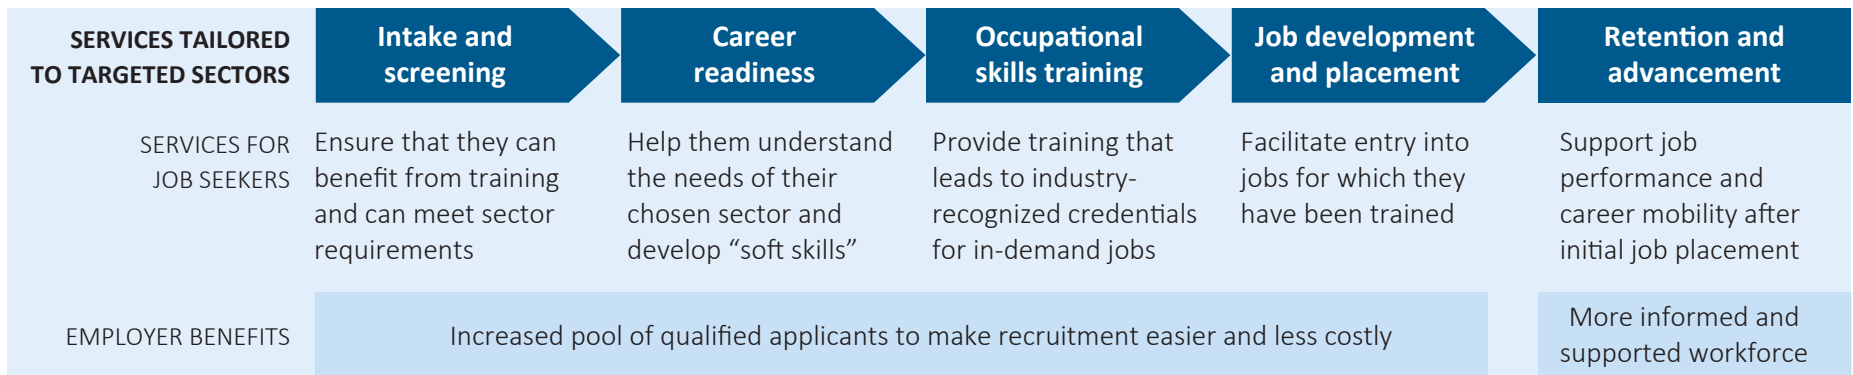 SERVICES TAILORED
TO TARGETED SECTORS
Intake and
screening
Career
readiness
Occupational
skills training
Job development
and placement
Retention and
advancement
SERVICES FOR
JOB SEEKERS
Ensure that they can
benefit from training
and can meet sector
requirements
Help them understand
the needs of their
chosen sector and
develop “soft skills”
Provide training that
leads to industry-
recognized credentials
for in-demand jobs
Facilitate entry into
jobs for which they
have been trained
Support job
performance and
career mobility after
initial job placement
EMPLOYER BENEFITS
Increased pool of qualified applicants to make recruitment easier and less costly
More informed and
supported workforce